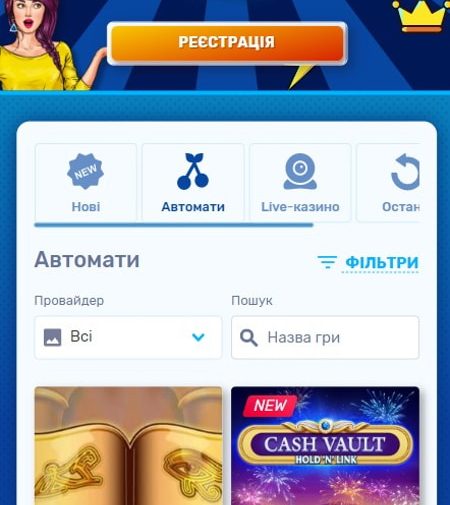 РЕЄСТРАЦІЯ
NEW
Нові
Автомати
Live-казино
Остан
Автомати
ФІЛЬТРИ
Провайдер
Пошук
Всі
Назва гри
NEW
CASH VAULT
HOLD 'N' LINK